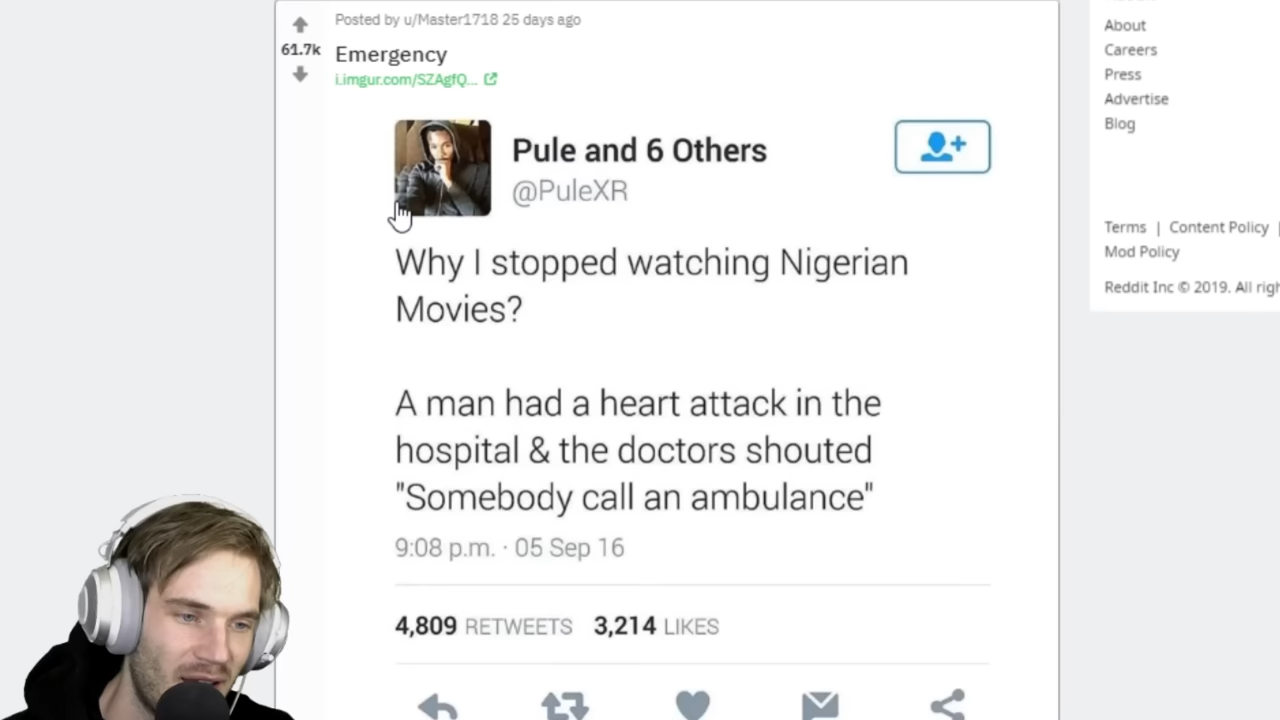 Posted by u/Master1718 25 days ago
61.7k
Emergency
i.imgur.com/SZAgfQ...
Pule and 6 Others
@PuleXR
Why I stopped watching Nigerian
Movies?
A man had a heart attack in the
hospital & the doctors shouted
"Somebody call an ambulance"
9:08 p.m. · 05 Sep 16
4,809 RETWEETS 3,214 LIKES
About
Careers
Press
Advertise
Blog
Terms | Content Policy |
Mod Policy
Reddit Inc © 2019. All righ